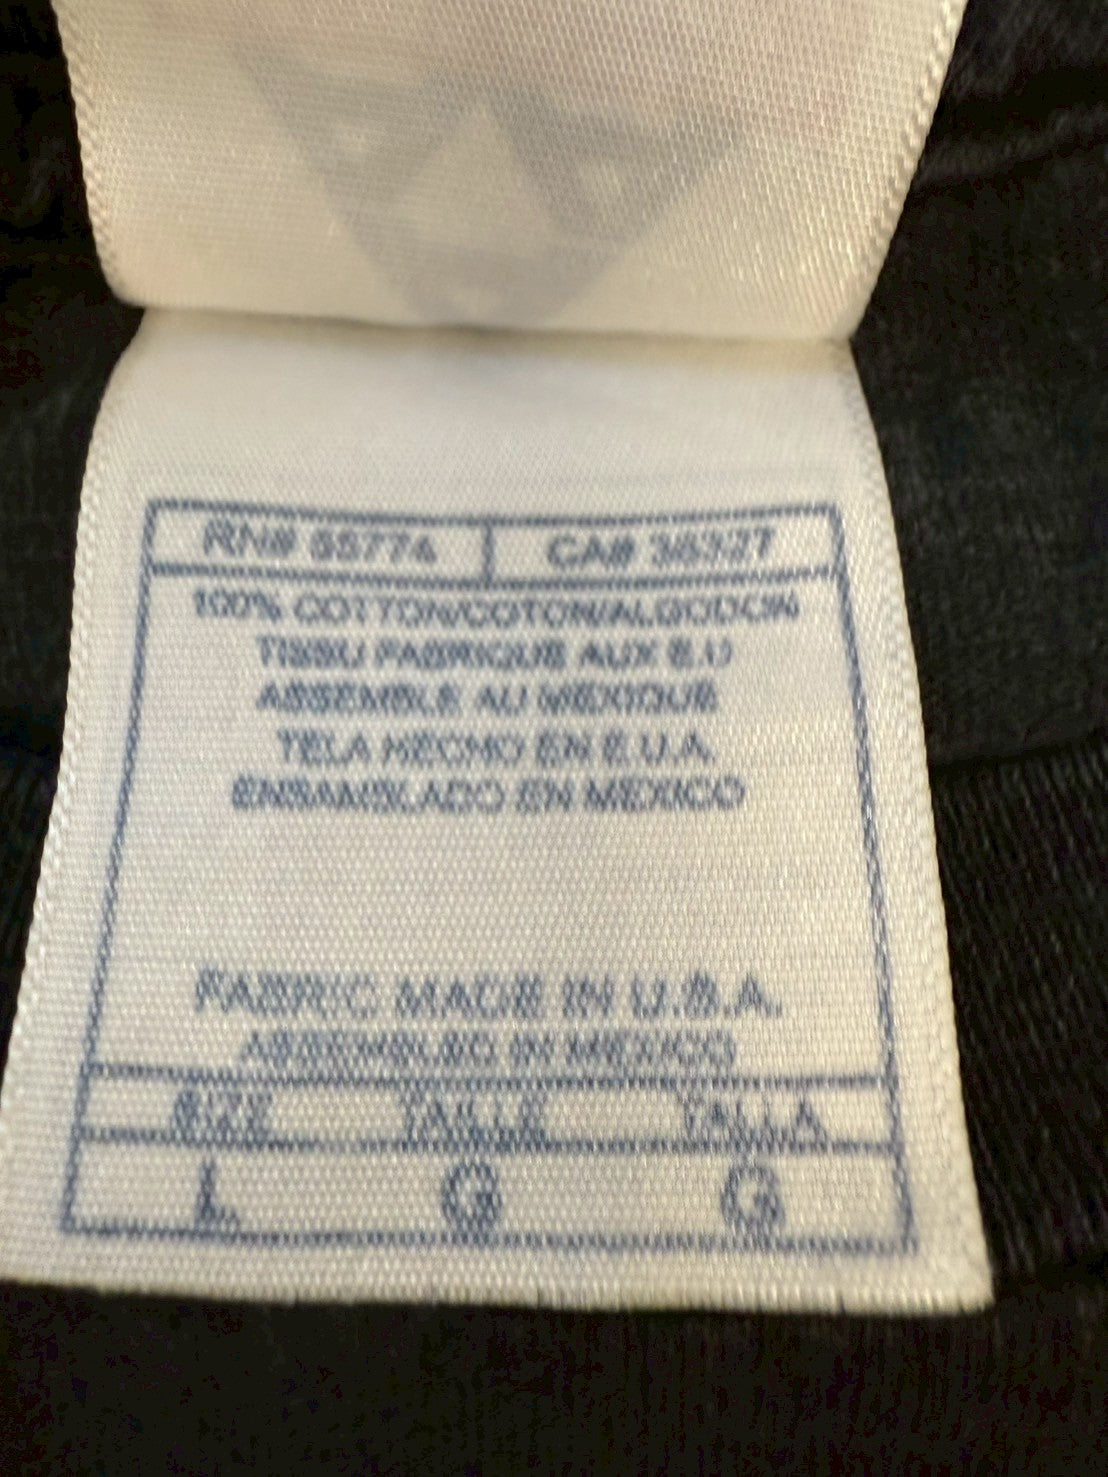 RN# 55774 CA# 36327
100% COTTON/COTON/ALGODON
TISSU FABRIQUE AUX E.U
ASSEMBLE AU MEXIQUE
TELA HECHO EN E.U.A.
ENSAMBLADO EN MEXICO
FABRIC MADE IN U.S.A.
ASSEMBLED IN MEXICO
SIZE TAILLE TALLA
L G G